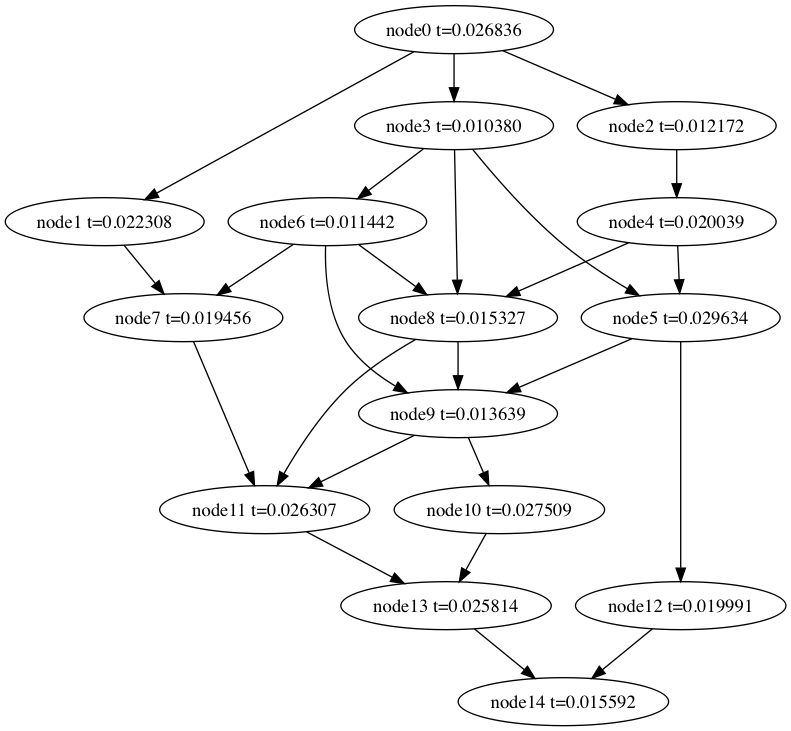 node0 t=0.026836
node3 t=0.010380
node2 t=0.012172
node1 t=0.022308
node6 t=0.011442
node4 t=0.020039
node7 t=0.019456
node8 t=0.015327
node5 t=0.029634
node9 t=0.013639
node11 t=0.026307
node10 t=0.027509
node13 t=0.025814
node12 t=0.019991
node14 t=0.015592